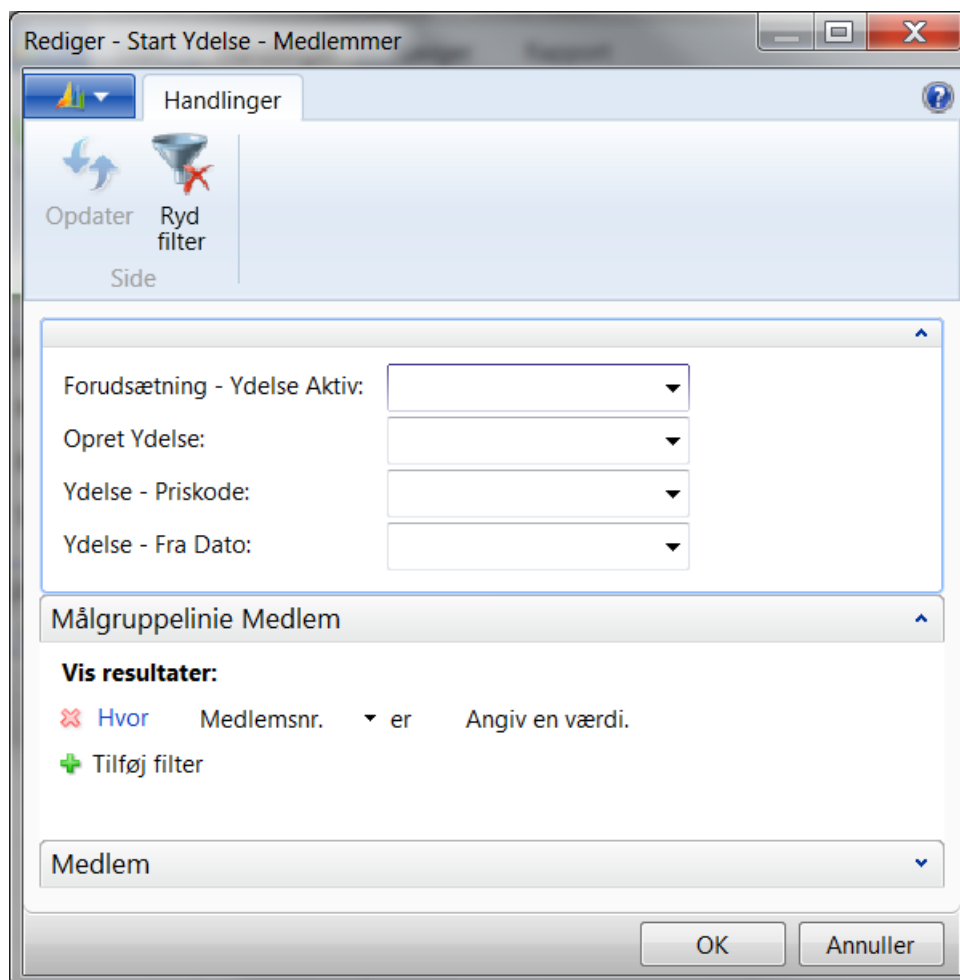 Rediger - Start Ydelse - Medlemmer
Handlinger
Opdater
Ryd filter
Side
Forudsætning - Ydelse Aktiv:
Opret Ydelse:
Ydelse - Priskode:
Ydelse - Fra Dato:
Målgruppelinie Medlem
Vis resultater:
Hvor Medlemsnr. er Angiv en værdi.
Tilføj filter
Medlem
OK Annuller